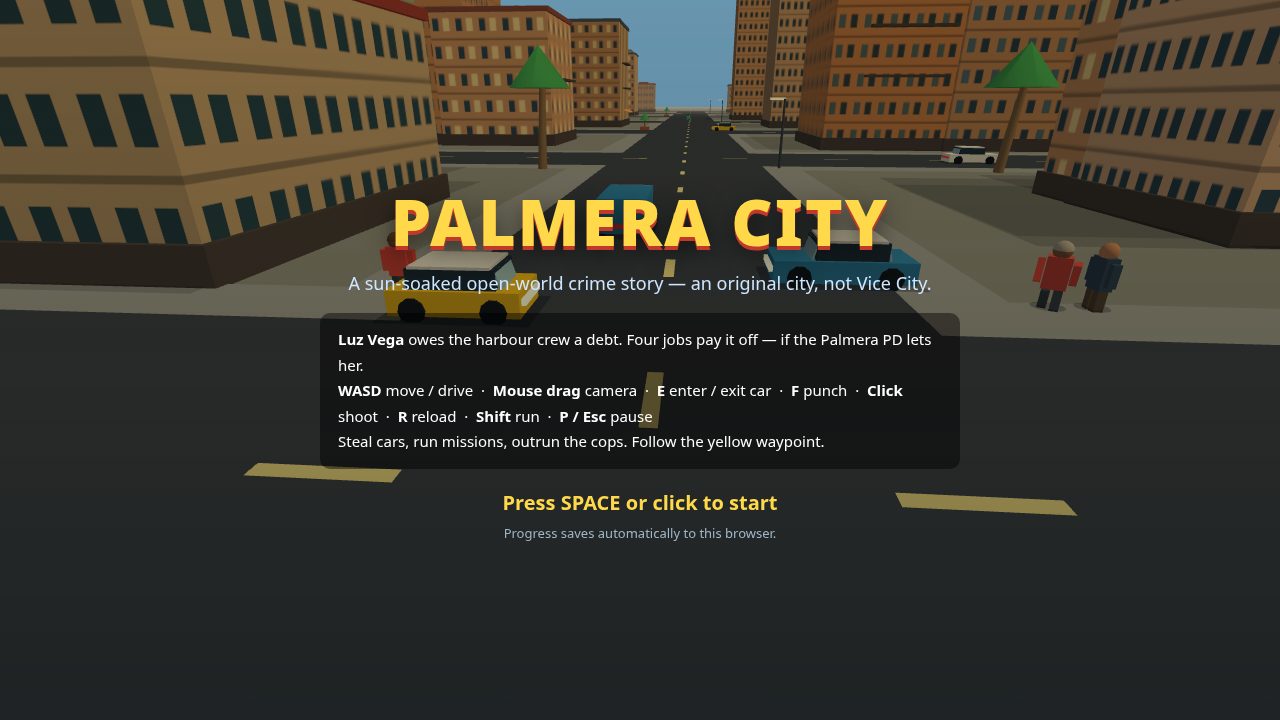 PALMERA CITY
A sun-soaked open-world crime story — an original city, not Vice City.
Luz Vega owes the harbour crew a debt. Four jobs pay it off — if the Palmera PD lets
her.
WASD move / drive · Mouse drag camera · E enter / exit car · F punch · Click
shoot · R reload · Shift run · P / Esc pause
Steal cars, run missions, outrun the cops. Follow the yellow waypoint.
Press SPACE or click to start
Progress saves automatically to this browser.